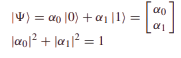 |Ψ⟩ = α₀ |0⟩ + α₁ |1⟩ = [α₀ α₁]
|α₀|² + |α₁|² = 1